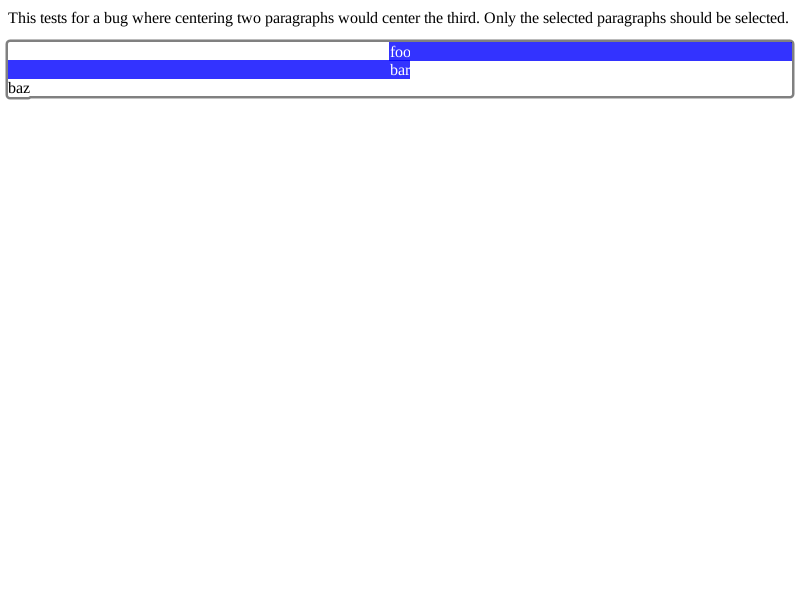 This tests for a bug where centering two paragraphs would center the third. Only the selected paragraphs should be selected.
foo
bar
baz